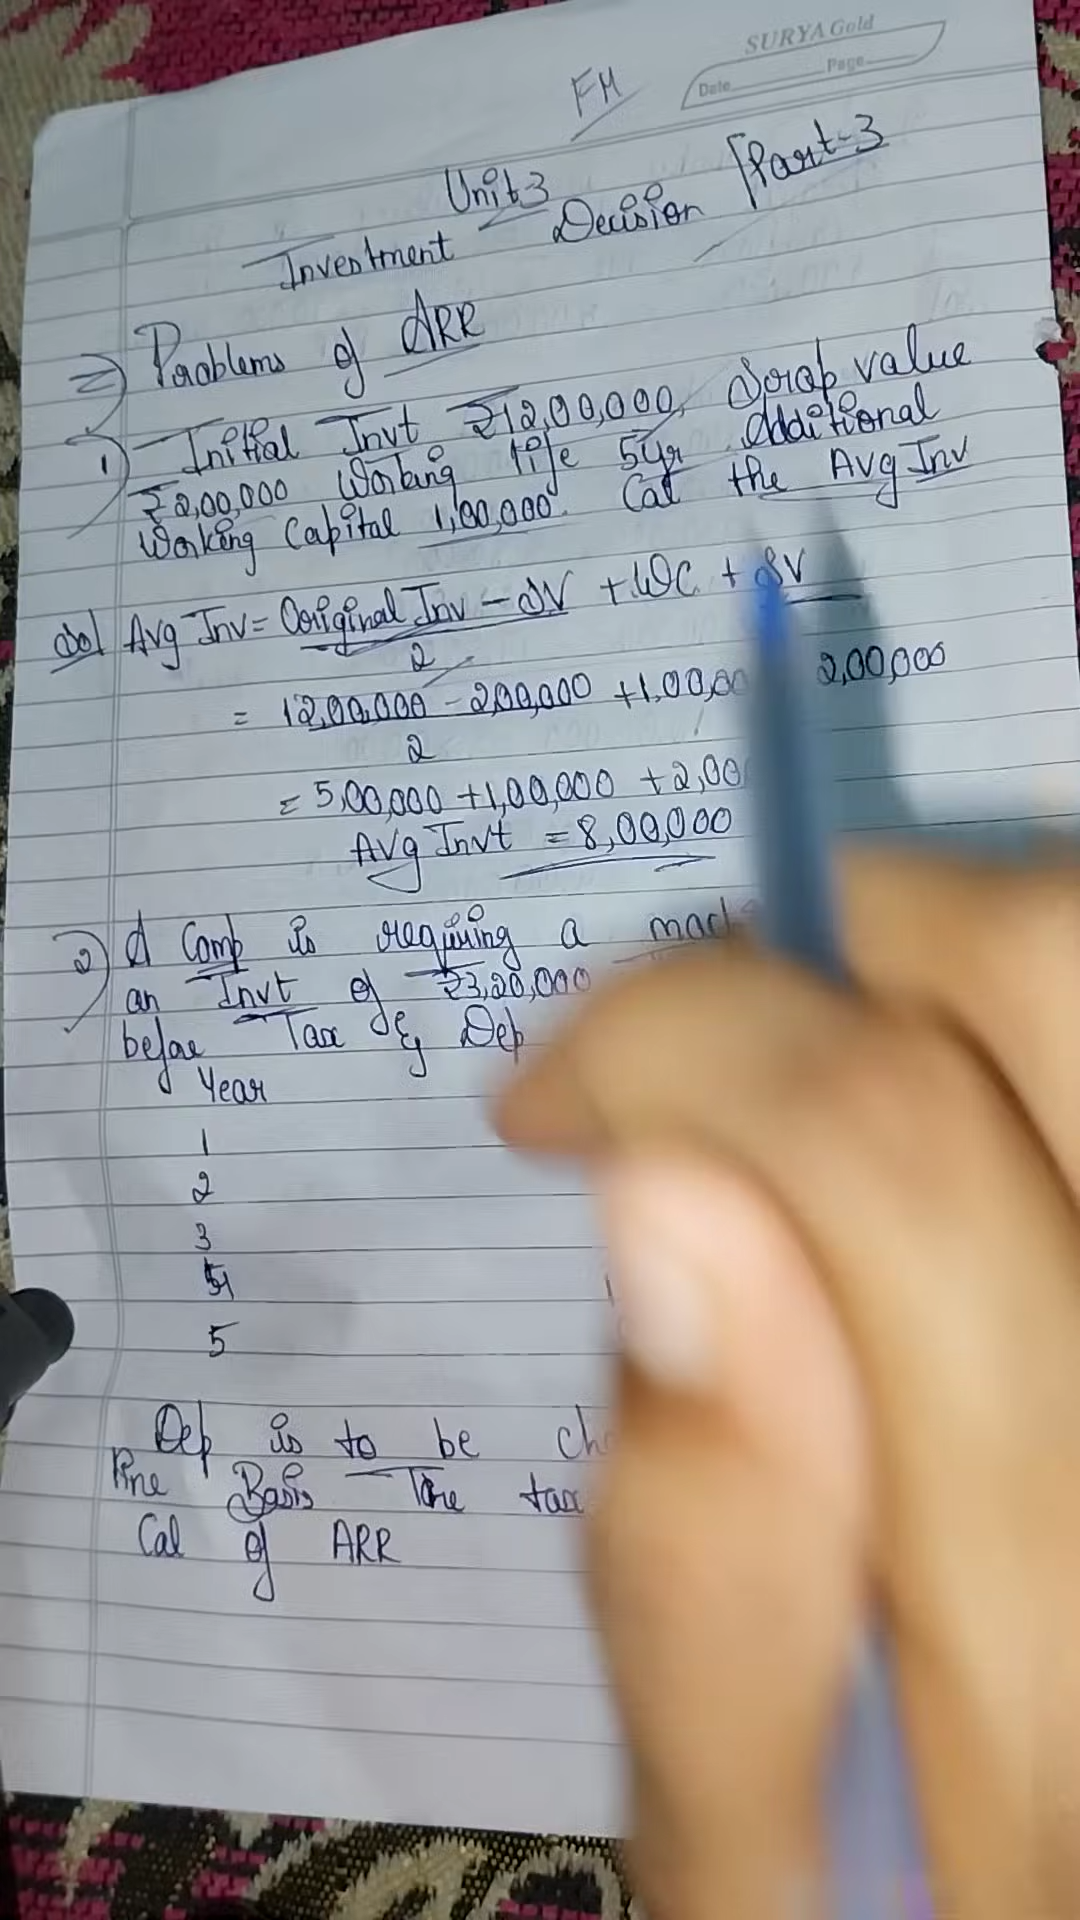 SURYA Gold
Date Page
FM
Unit 3
Investment Decision Part-3
Problems of ARR
1) Initial Invt ₹12,00,000, Scrap value
₹2,00,000 Working life 5yr Additional
Working Capital 1,00,000. Cal the Avg Inv
Sol Avg Inv = Original Inv - SV + WC + SV
2
= 12,00,000 - 2,00,000 + 1,00,00 2,00,000
2
= 5,00,000 + 1,00,000 + 2,00
Avg Invt = 8,00,000
2) A Comp is requiring a
an Invt of ₹3,20,000
before Tax & Dep
Year
1
2
3
4
5
Dep is to be
line Basis The tax
Cal of ARR